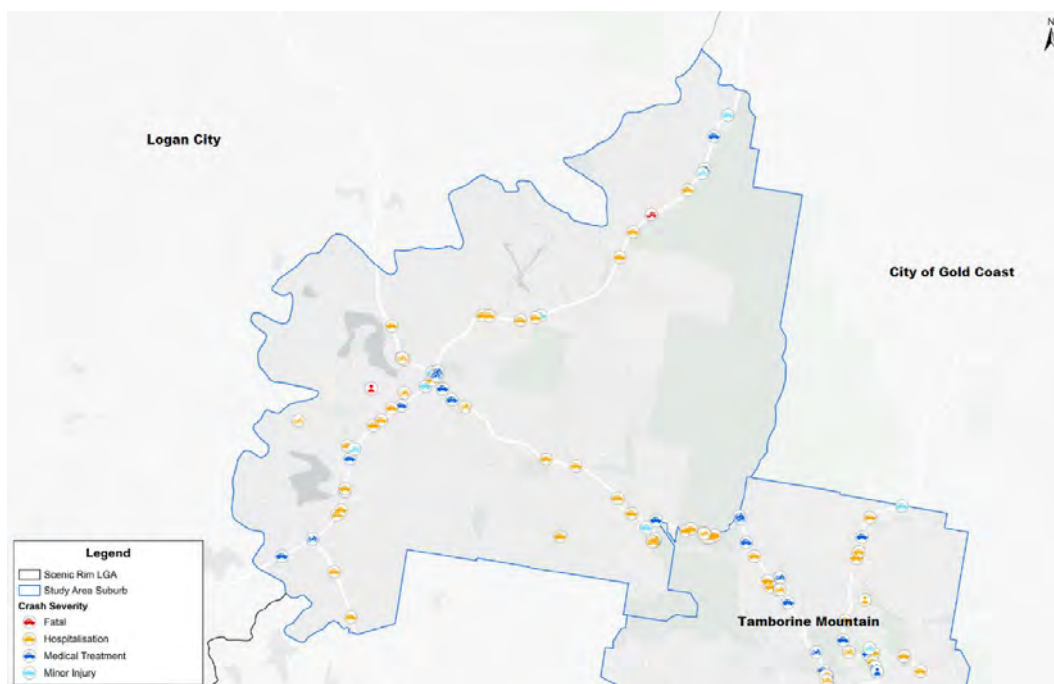 N
Logan City
City of Gold Coast
Tamborine Mountain
Legend
Scenic Rim LGA
Study Area Suburb
Crash Severity
Fatal
Hospitalisation
Medical Treatment
Minor Injury